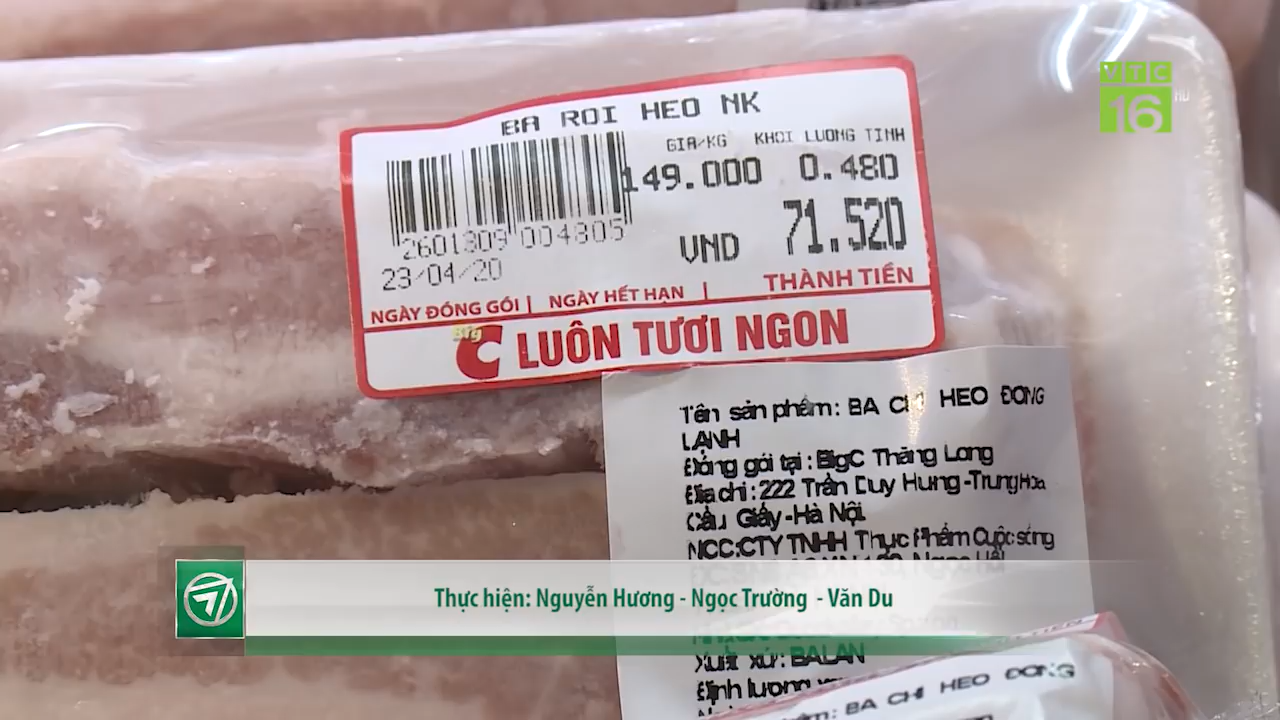 VTC
16 HD
BA ROI HEO NK
GIA/KG KHOI LUONG TINH
149.000 0.480
2601809 004805
VND 71.520
23/04/20
NGÀY ĐÓNG GÓI | NGÀY HẾT HẠN | THÀNH TIỀN
Big C LUÔN TƯƠI NGON
Tên sản phẩm: BA CHỈ HEO ĐÔNG
LẠNH
Đóng gói tại: BigC Thăng Long
Địa chỉ: 222 Trần Duy Hưng-Trung Hòa
Cầu Giấy-Hà Nội
NCC:CTY TNHH Thực Phẩm Cuộc sống
Thực hiện: Nguyễn Hương - Ngọc Trường - Văn Du
Xuất xứ: BALAN
Định lượng
BA CHỈ HEO ĐÔNG